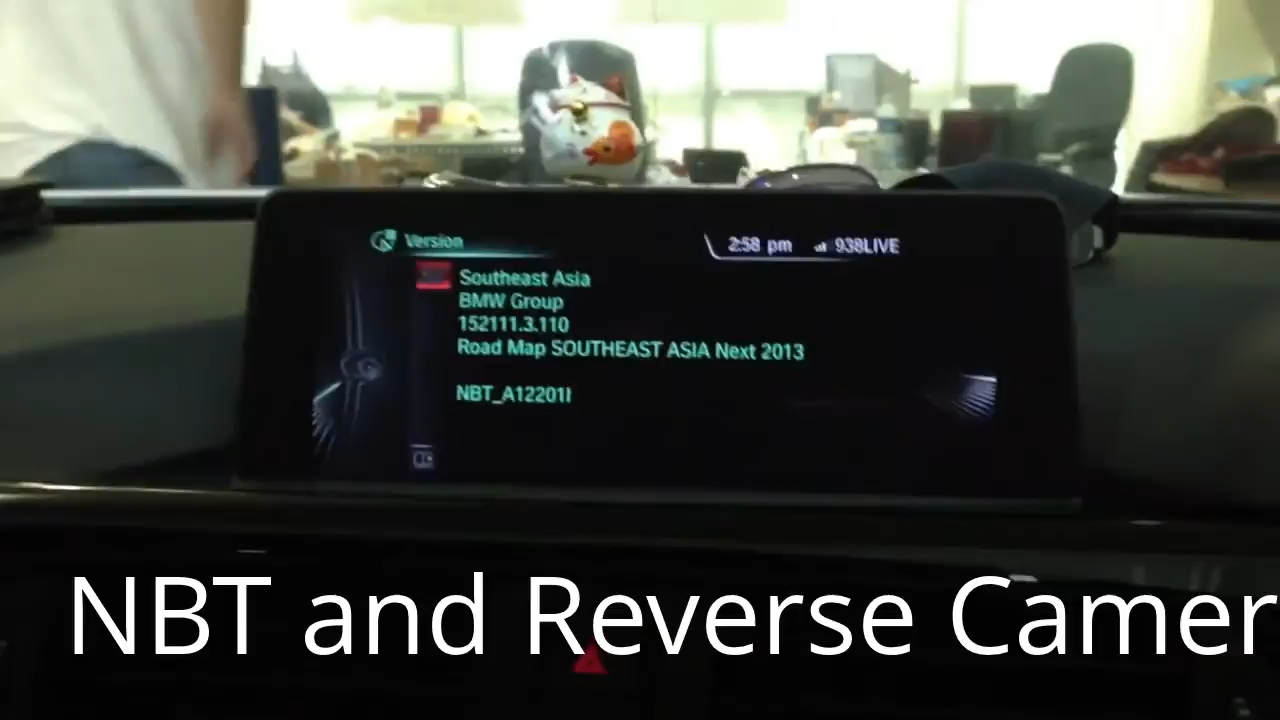 Version
2:58 pm 938LIVE
Southeast Asia
BMW Group
152111.3.110
Road Map SOUTHEAST ASIA Next 2013
NBT_A12201I
NBT and Reverse Camer